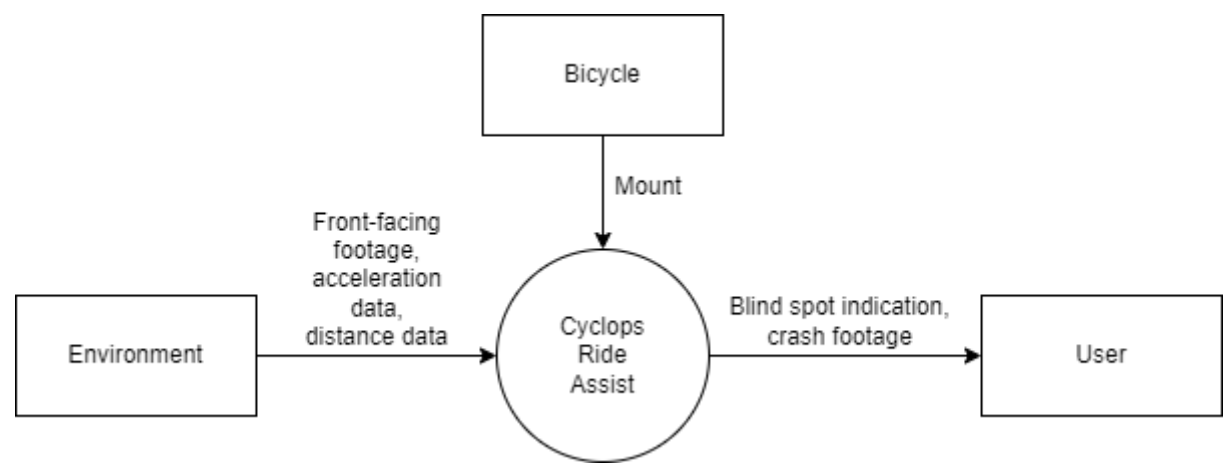 Bicycle
Mount
Front-facing
footage,
acceleration
data,
distance data
Environment
Cyclops
Ride
Assist
Blind spot indication,
crash footage
User